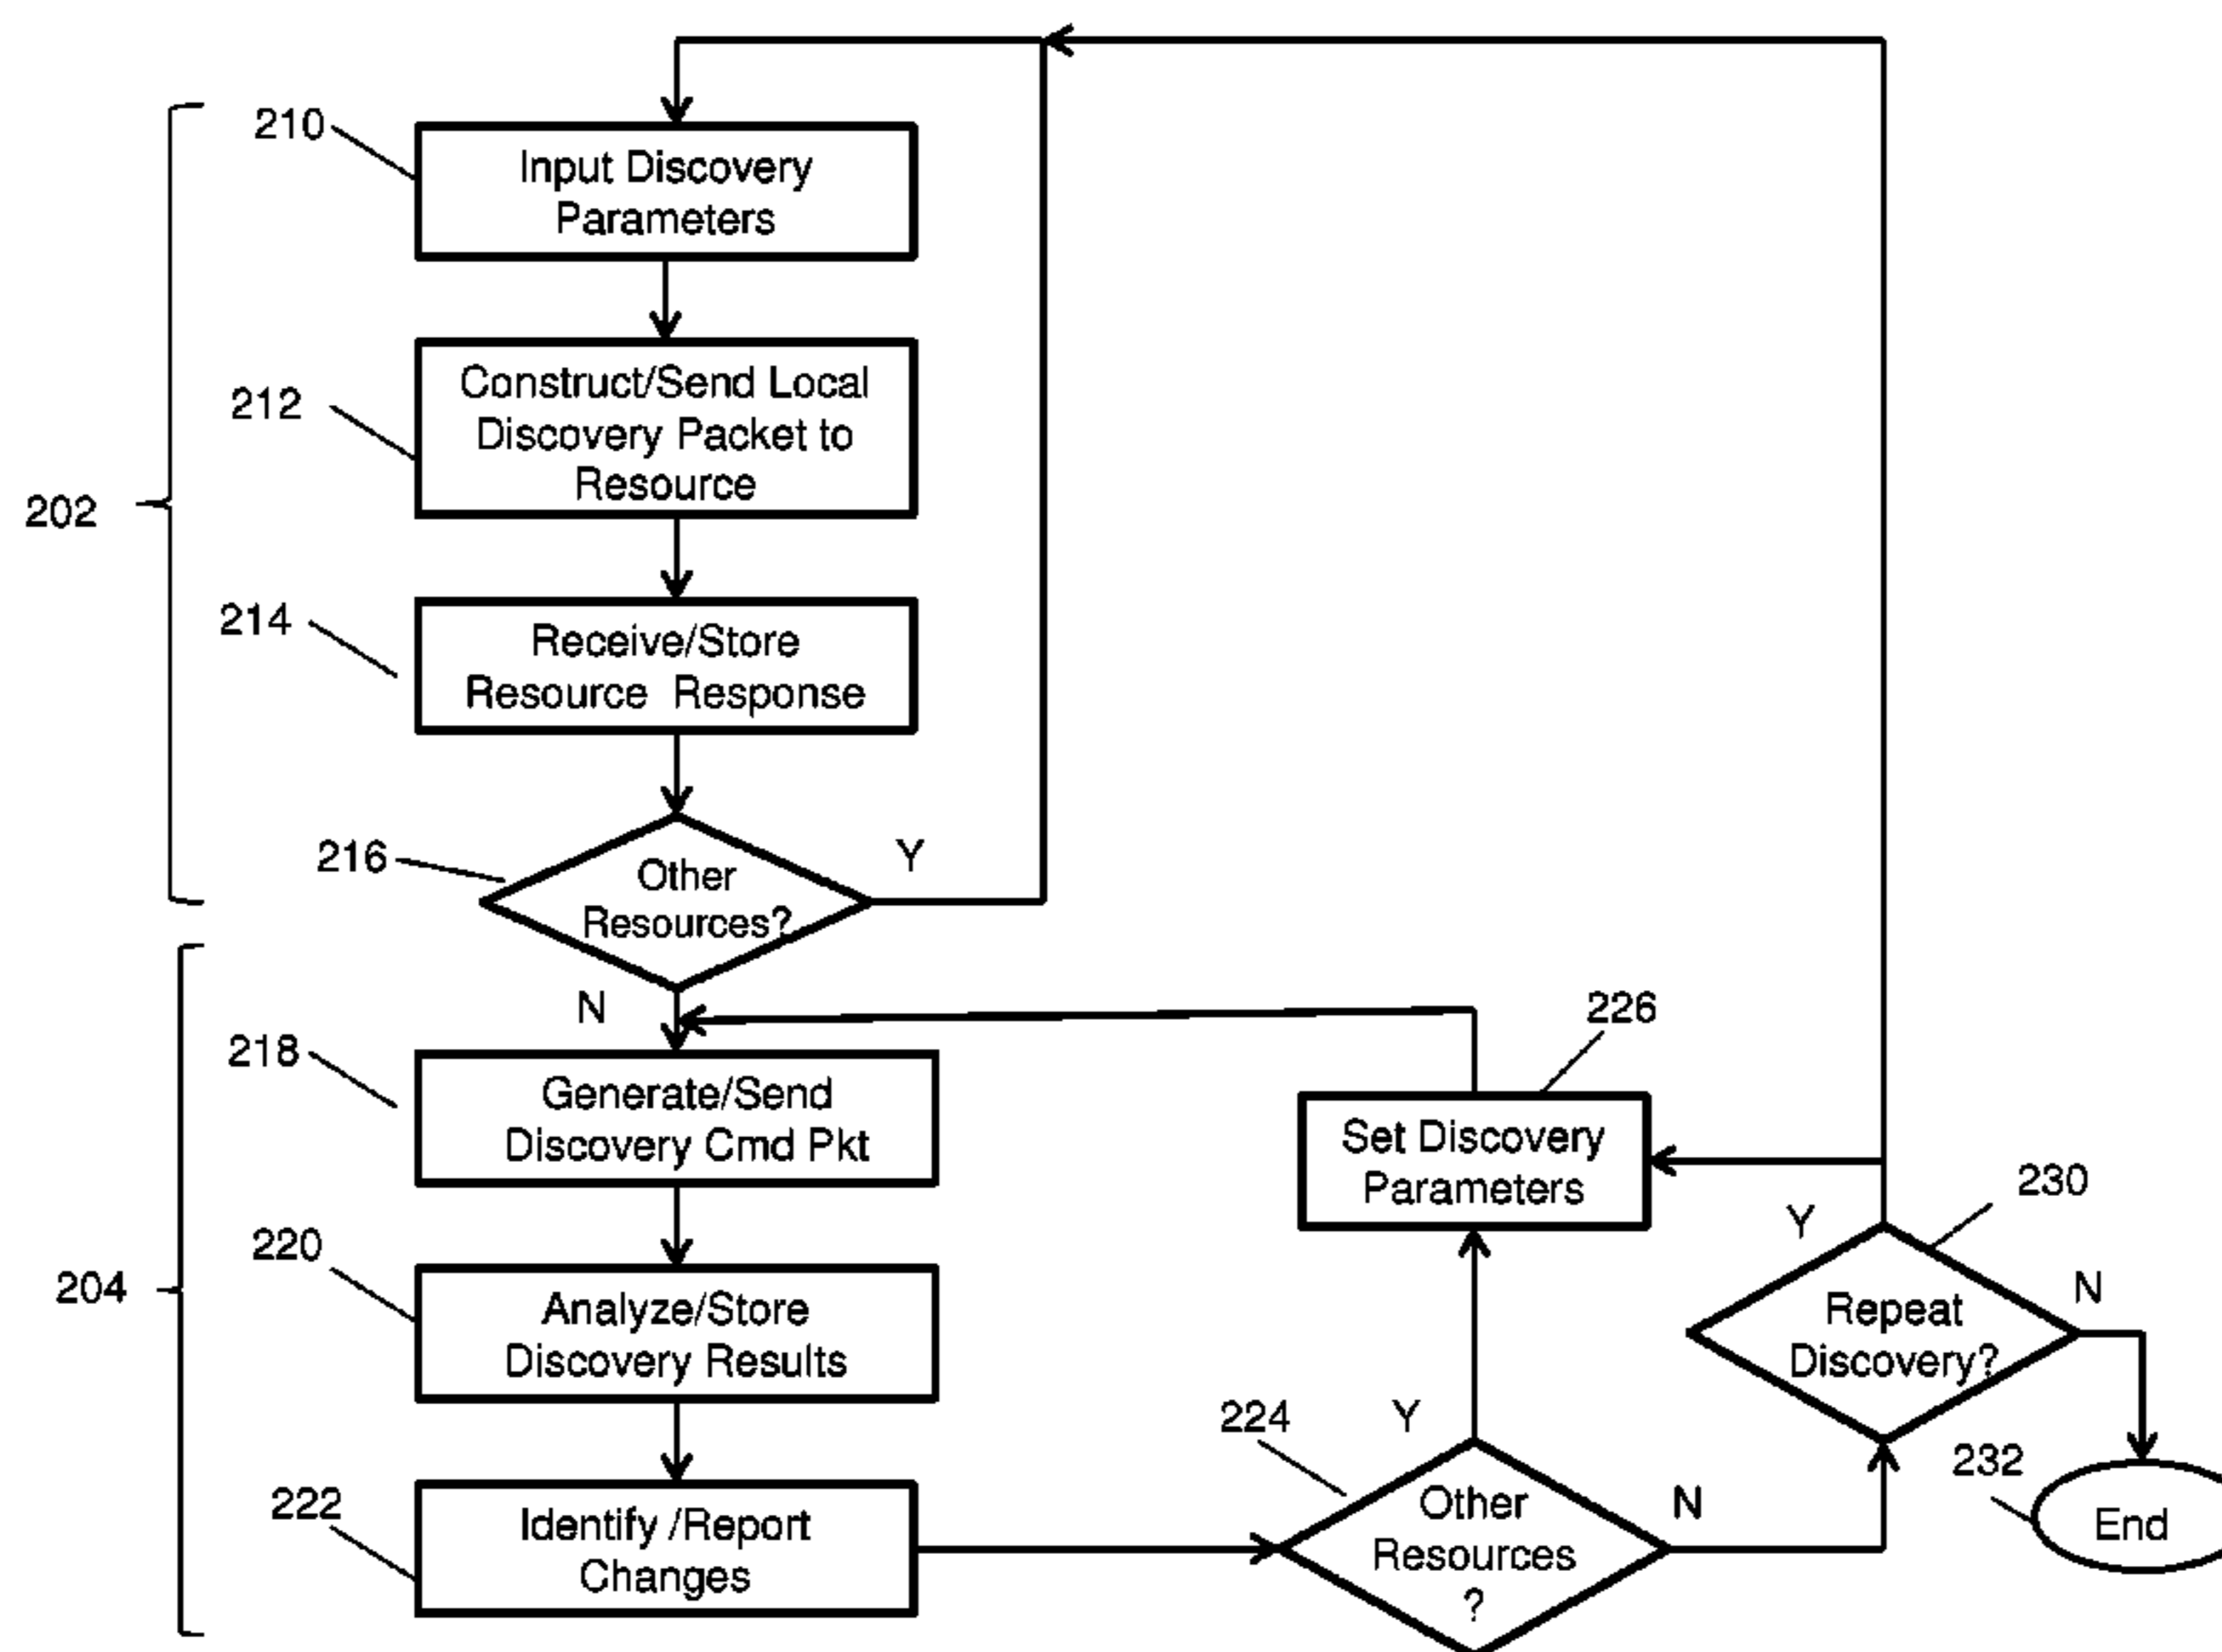 210
Input Discovery
Parameters
212
Construct/Send Local
Discovery Packet to
Resource
202
214
Receive/Store
Resource Response
216
Other
Resources?
Y
N
218
Generate/Send
Discovery Cmd Pkt
226
Set Discovery
Parameters
220
Analyze/Store
Discovery Results
204
222
Identify /Report
Changes
224
Other
Resources
?
Y
N
230
Repeat
Discovery?
Y
N
232
End